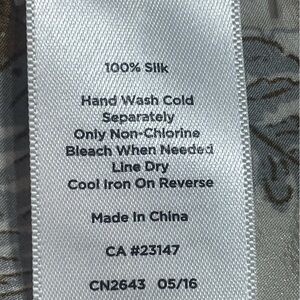 100% Silk
Hand Wash Cold
Separately
Only Non-Chlorine
Bleach When Needed
Line Dry
Cool Iron On Reverse
Made In China
CA #23147
CN2643 05/16